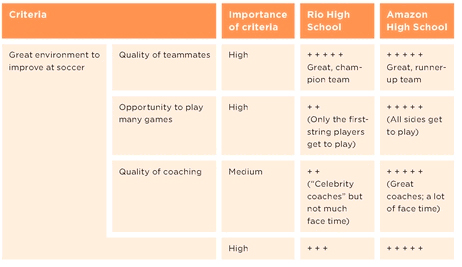 Criteria
Importance
of criteria
Rio High
School
Amazon
High School
Great environment to
improve at soccer
Quality of teammates
High
+ + + + +
Great, cham-
pion team
+ + + + +
Great, runner-
up team
Opportunity to play
many games
High
+ +
(Only the first-
string players
get to play)
+ + + + +
(All sides get
to play)
Quality of coaching
Medium
+ +
("Celebrity
coaches" but
not much
face time)
+ + + + +
(Great
coaches; a lot
of face time)
High
+ + +
+ + + + +